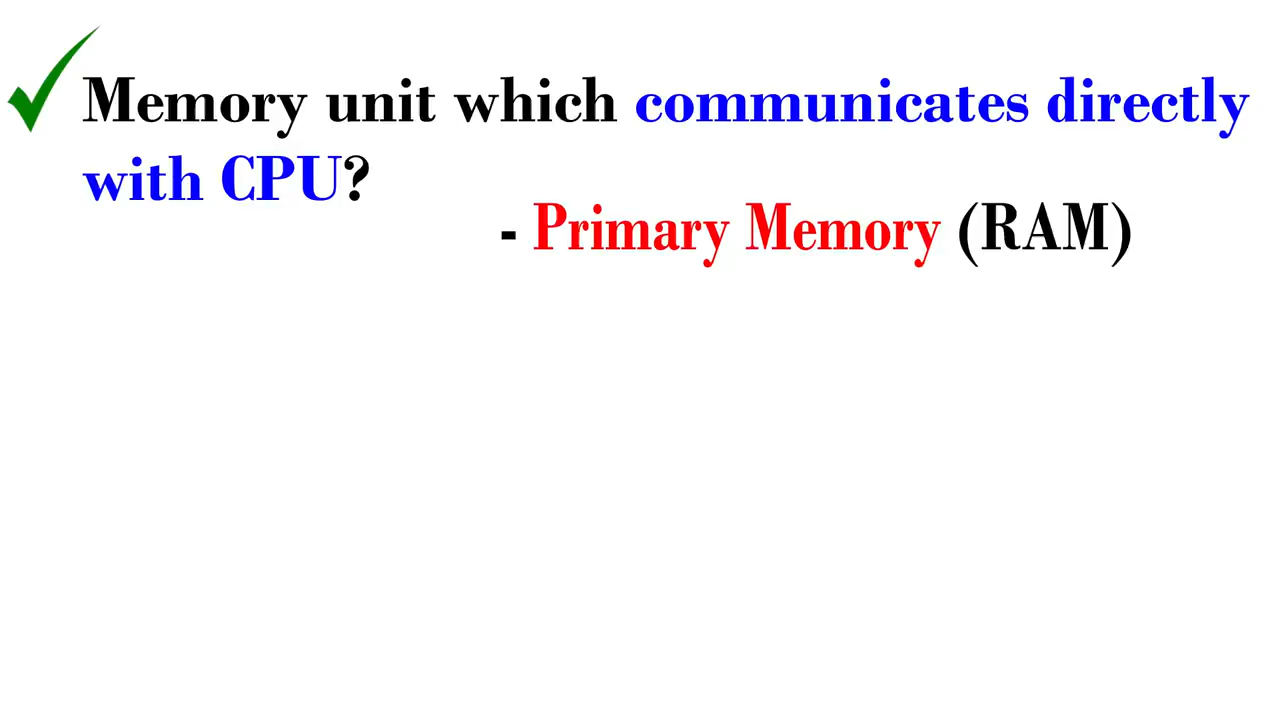 Memory unit which communicates directly
with CPU?
- Primary Memory (RAM)